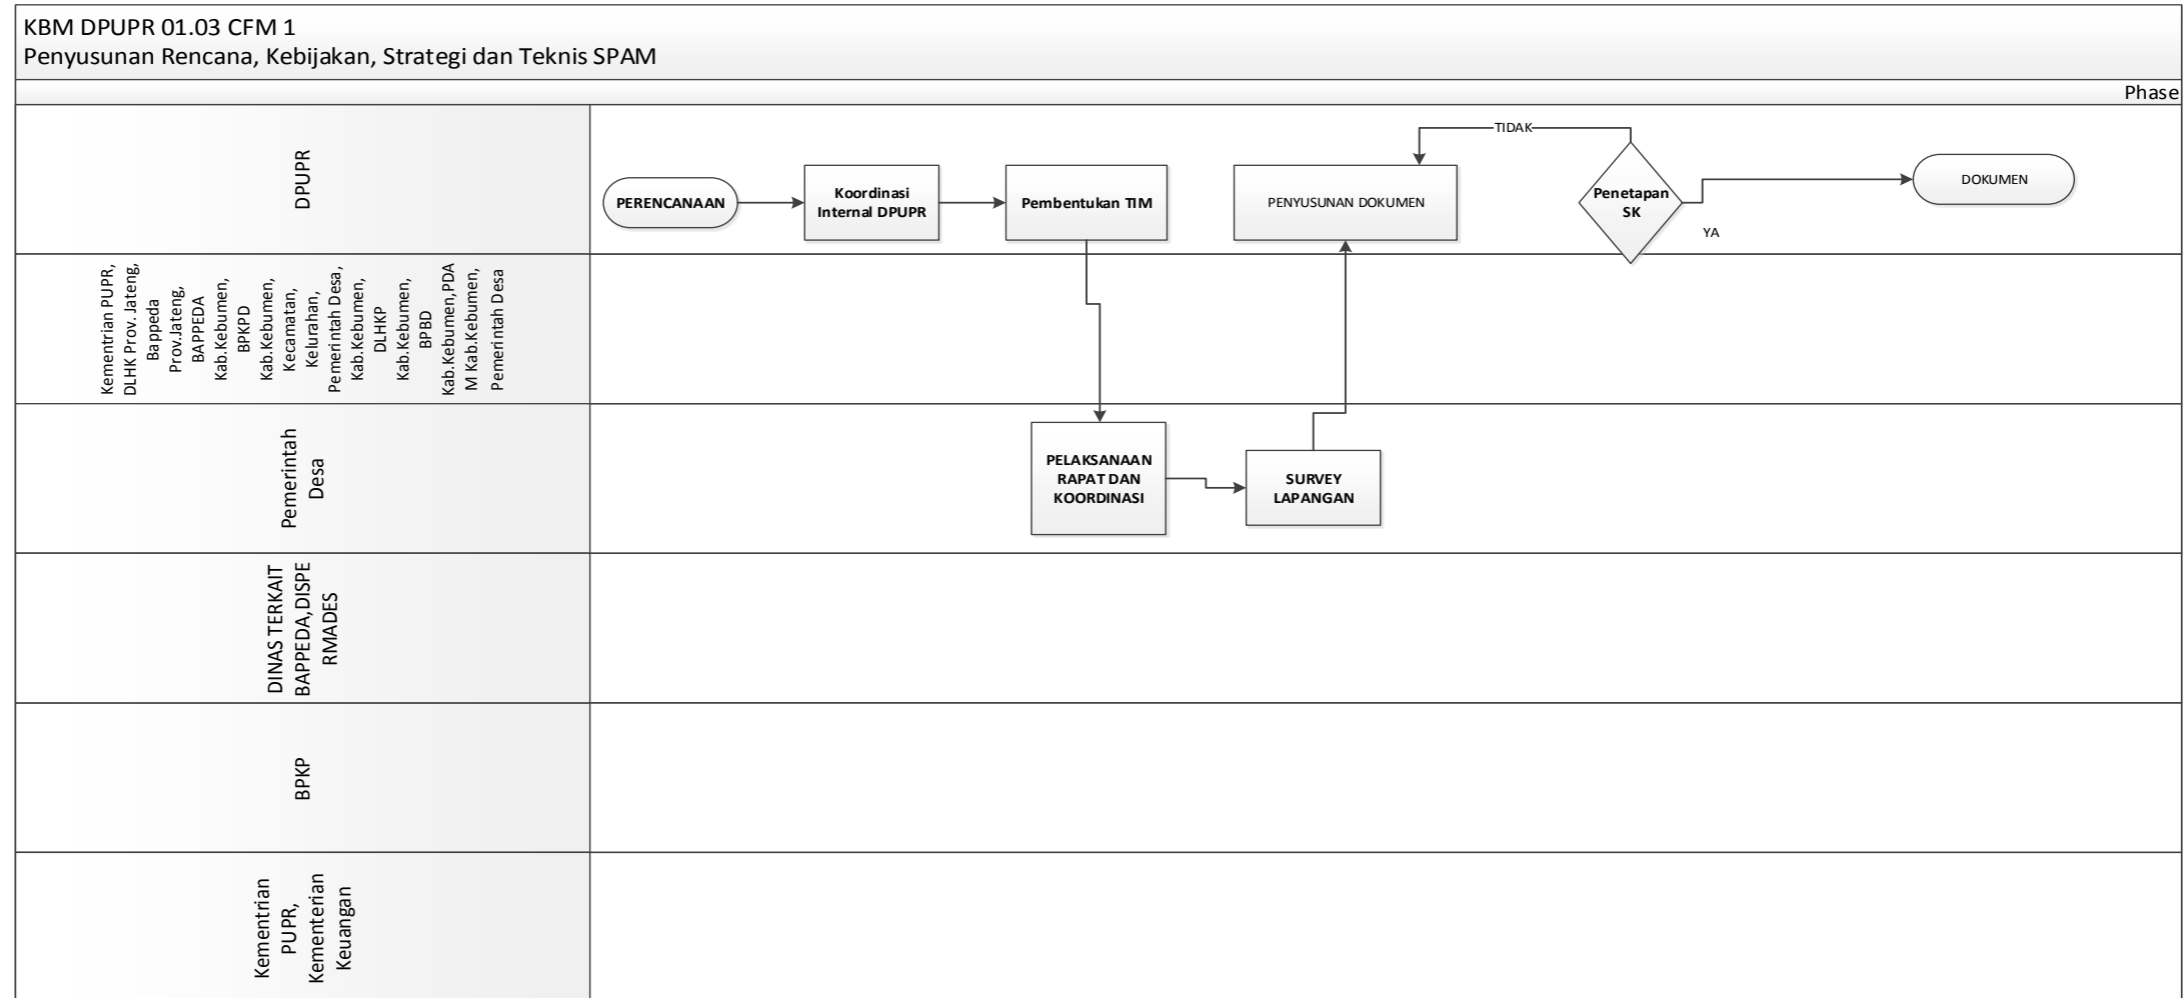 KBM DPUPR 01.03 CFM 1
Penyusunan Rencana, Kebijakan, Strategi dan Teknis SPAM
Phase
DPUPR
PERENCANAAN
Koordinasi
Internal DPUPR
Pembentukan TIM
PENYUSUNAN DOKUMEN
TIDAK
Penetapan
SK
YA
DOKUMEN
Kementrian PUPR,
DLHK Prov. Jateng,
Bappeda
Prov.Jateng,
BAPPEDA
Kab.Kebumen,
BPKPD
Kab.Kebumen,
Kecamatan,
Kelurahan,
Pemerintah Desa,
Kab.Kebumen,
DLHKP
Kab.Kebumen,
BPBD
Kab.Kebumen,PDA
M Kab.Kebumen,
Pemerintah Desa
Pemerintah
Desa
PELAKSANAAN
RAPAT DAN
KOORDINASI
SURVEY
LAPANGAN
DINAS TERKAIT
BAPPEDA,DISPE
RMADES
BPKP
Kementrian
PUPR,
Kementerian
Keuangan